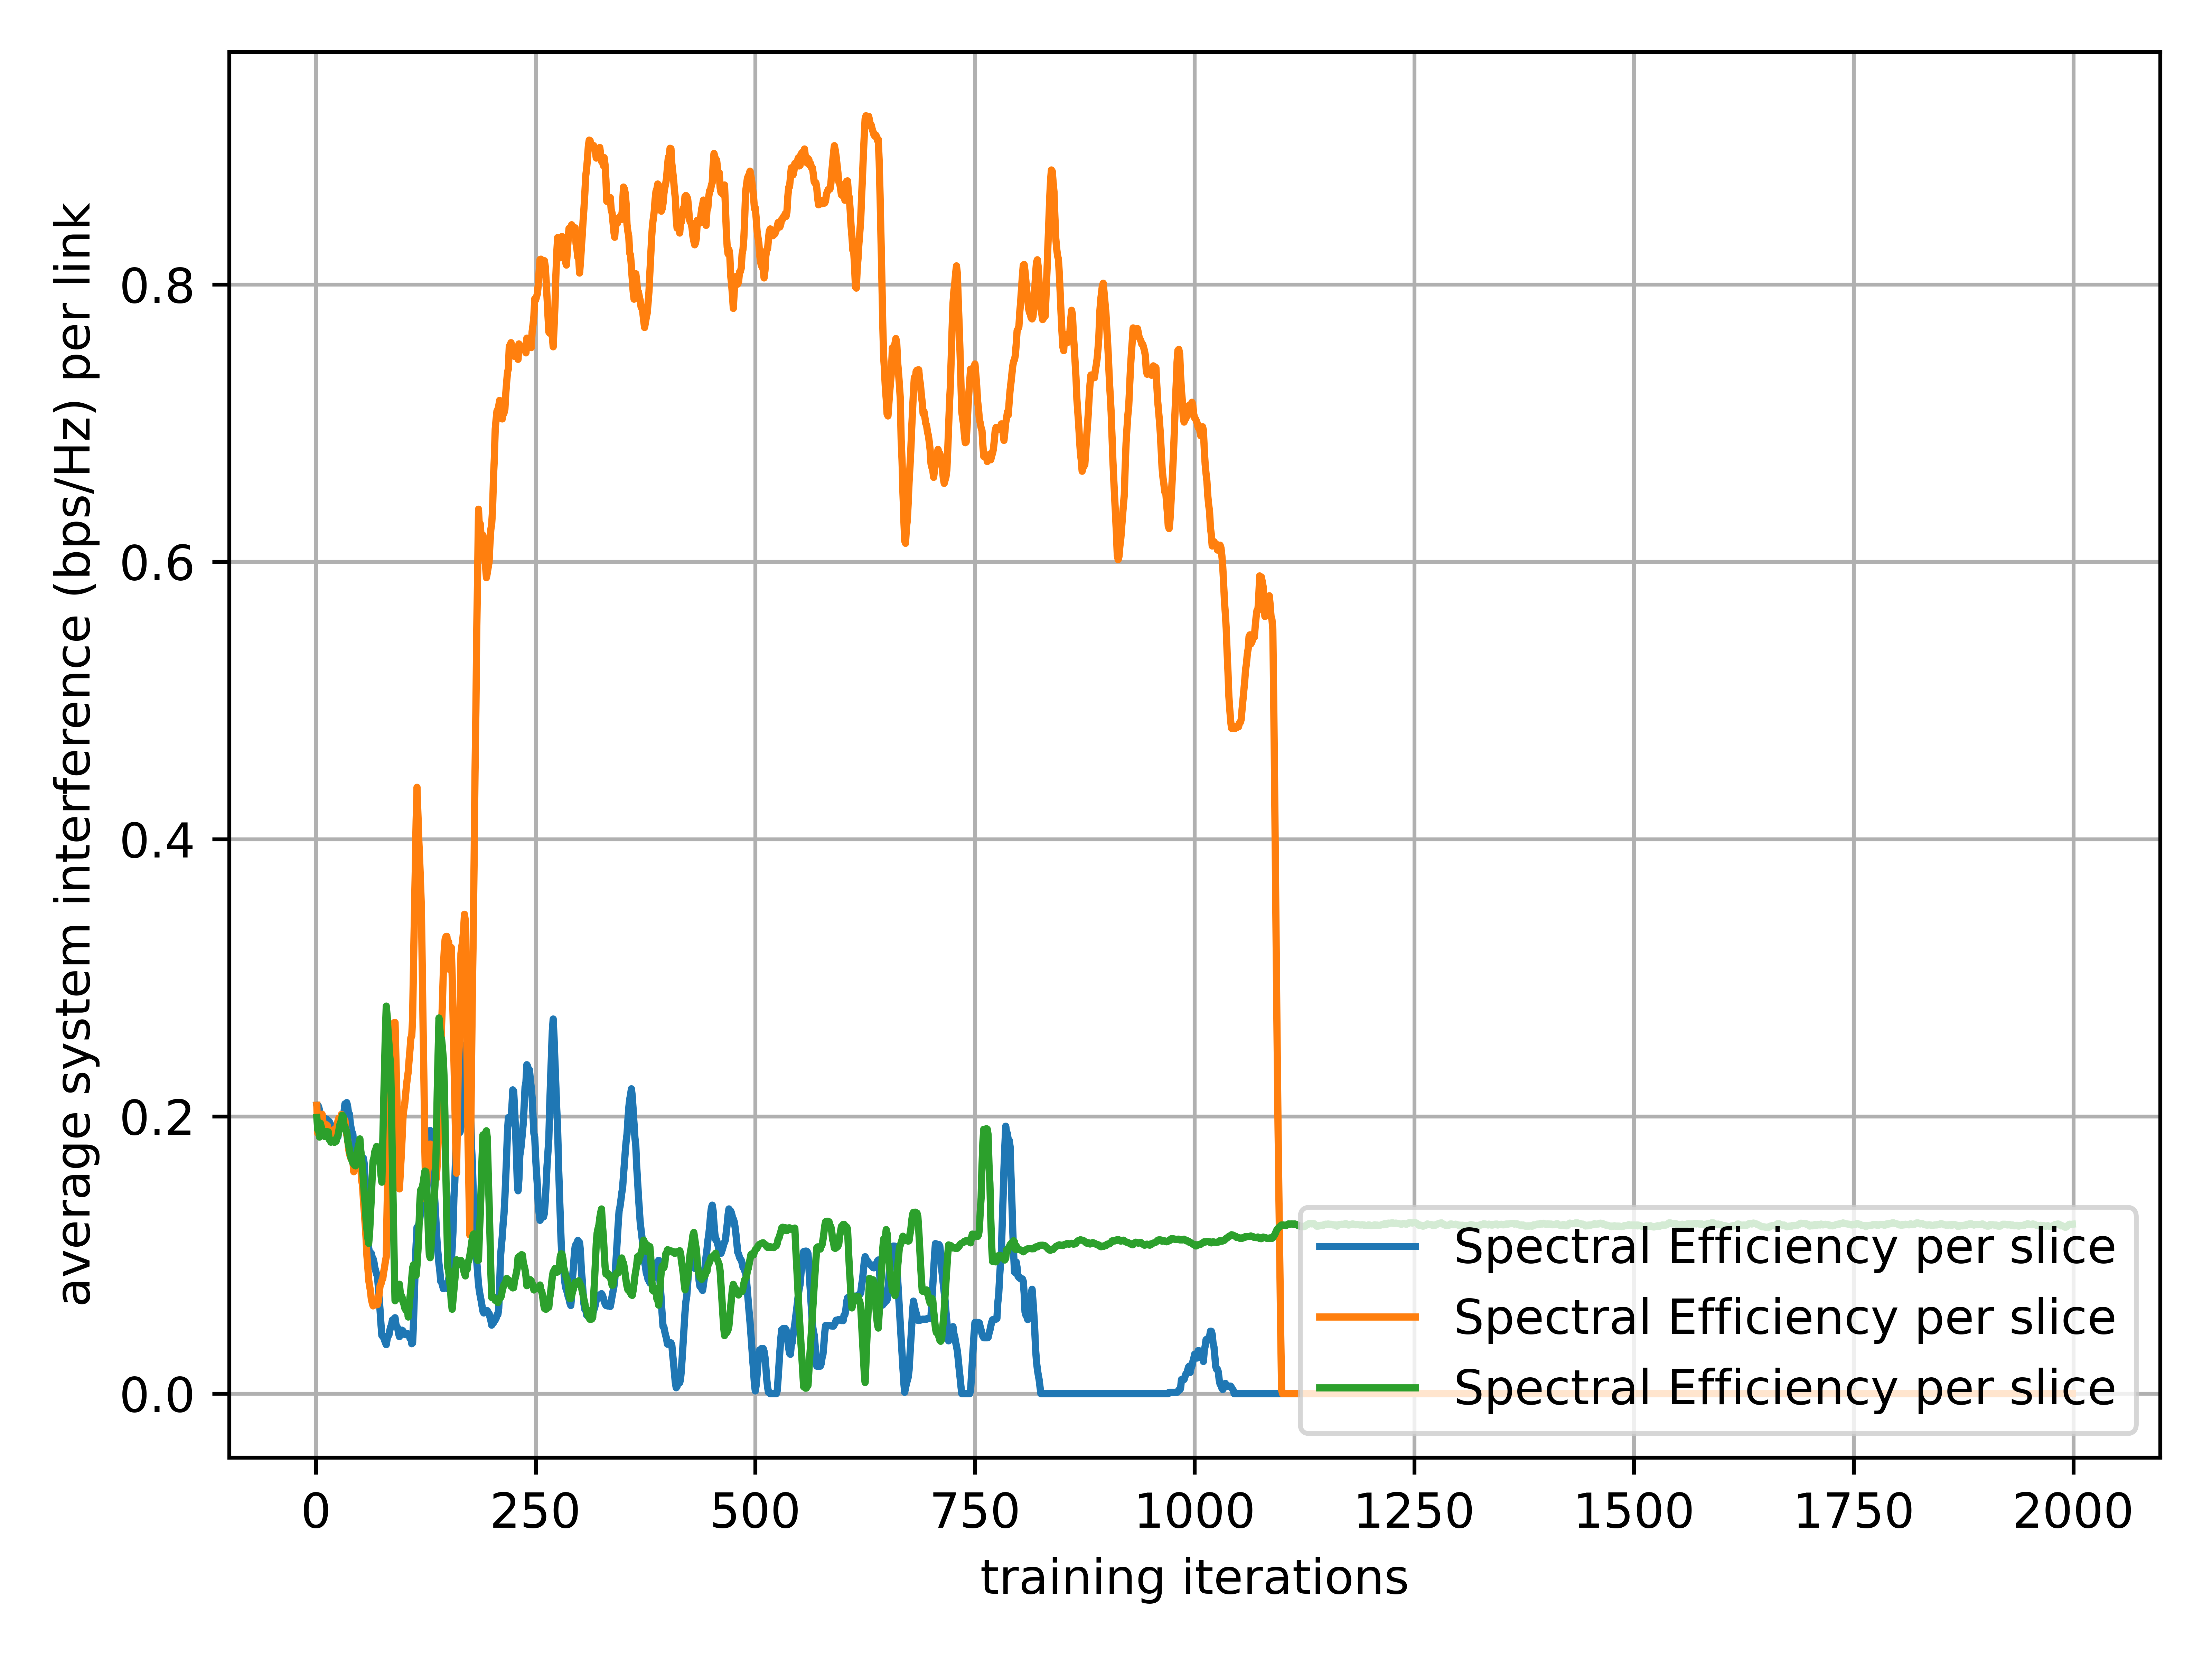 average system interference (bps/Hz) per link
0.8
0.6
0.4
0.2
0.0
Spectral Efficiency per slice
Spectral Efficiency per slice
Spectral Efficiency per slice
0 250 500 750 1000 1250 1500 1750 2000
training iterations